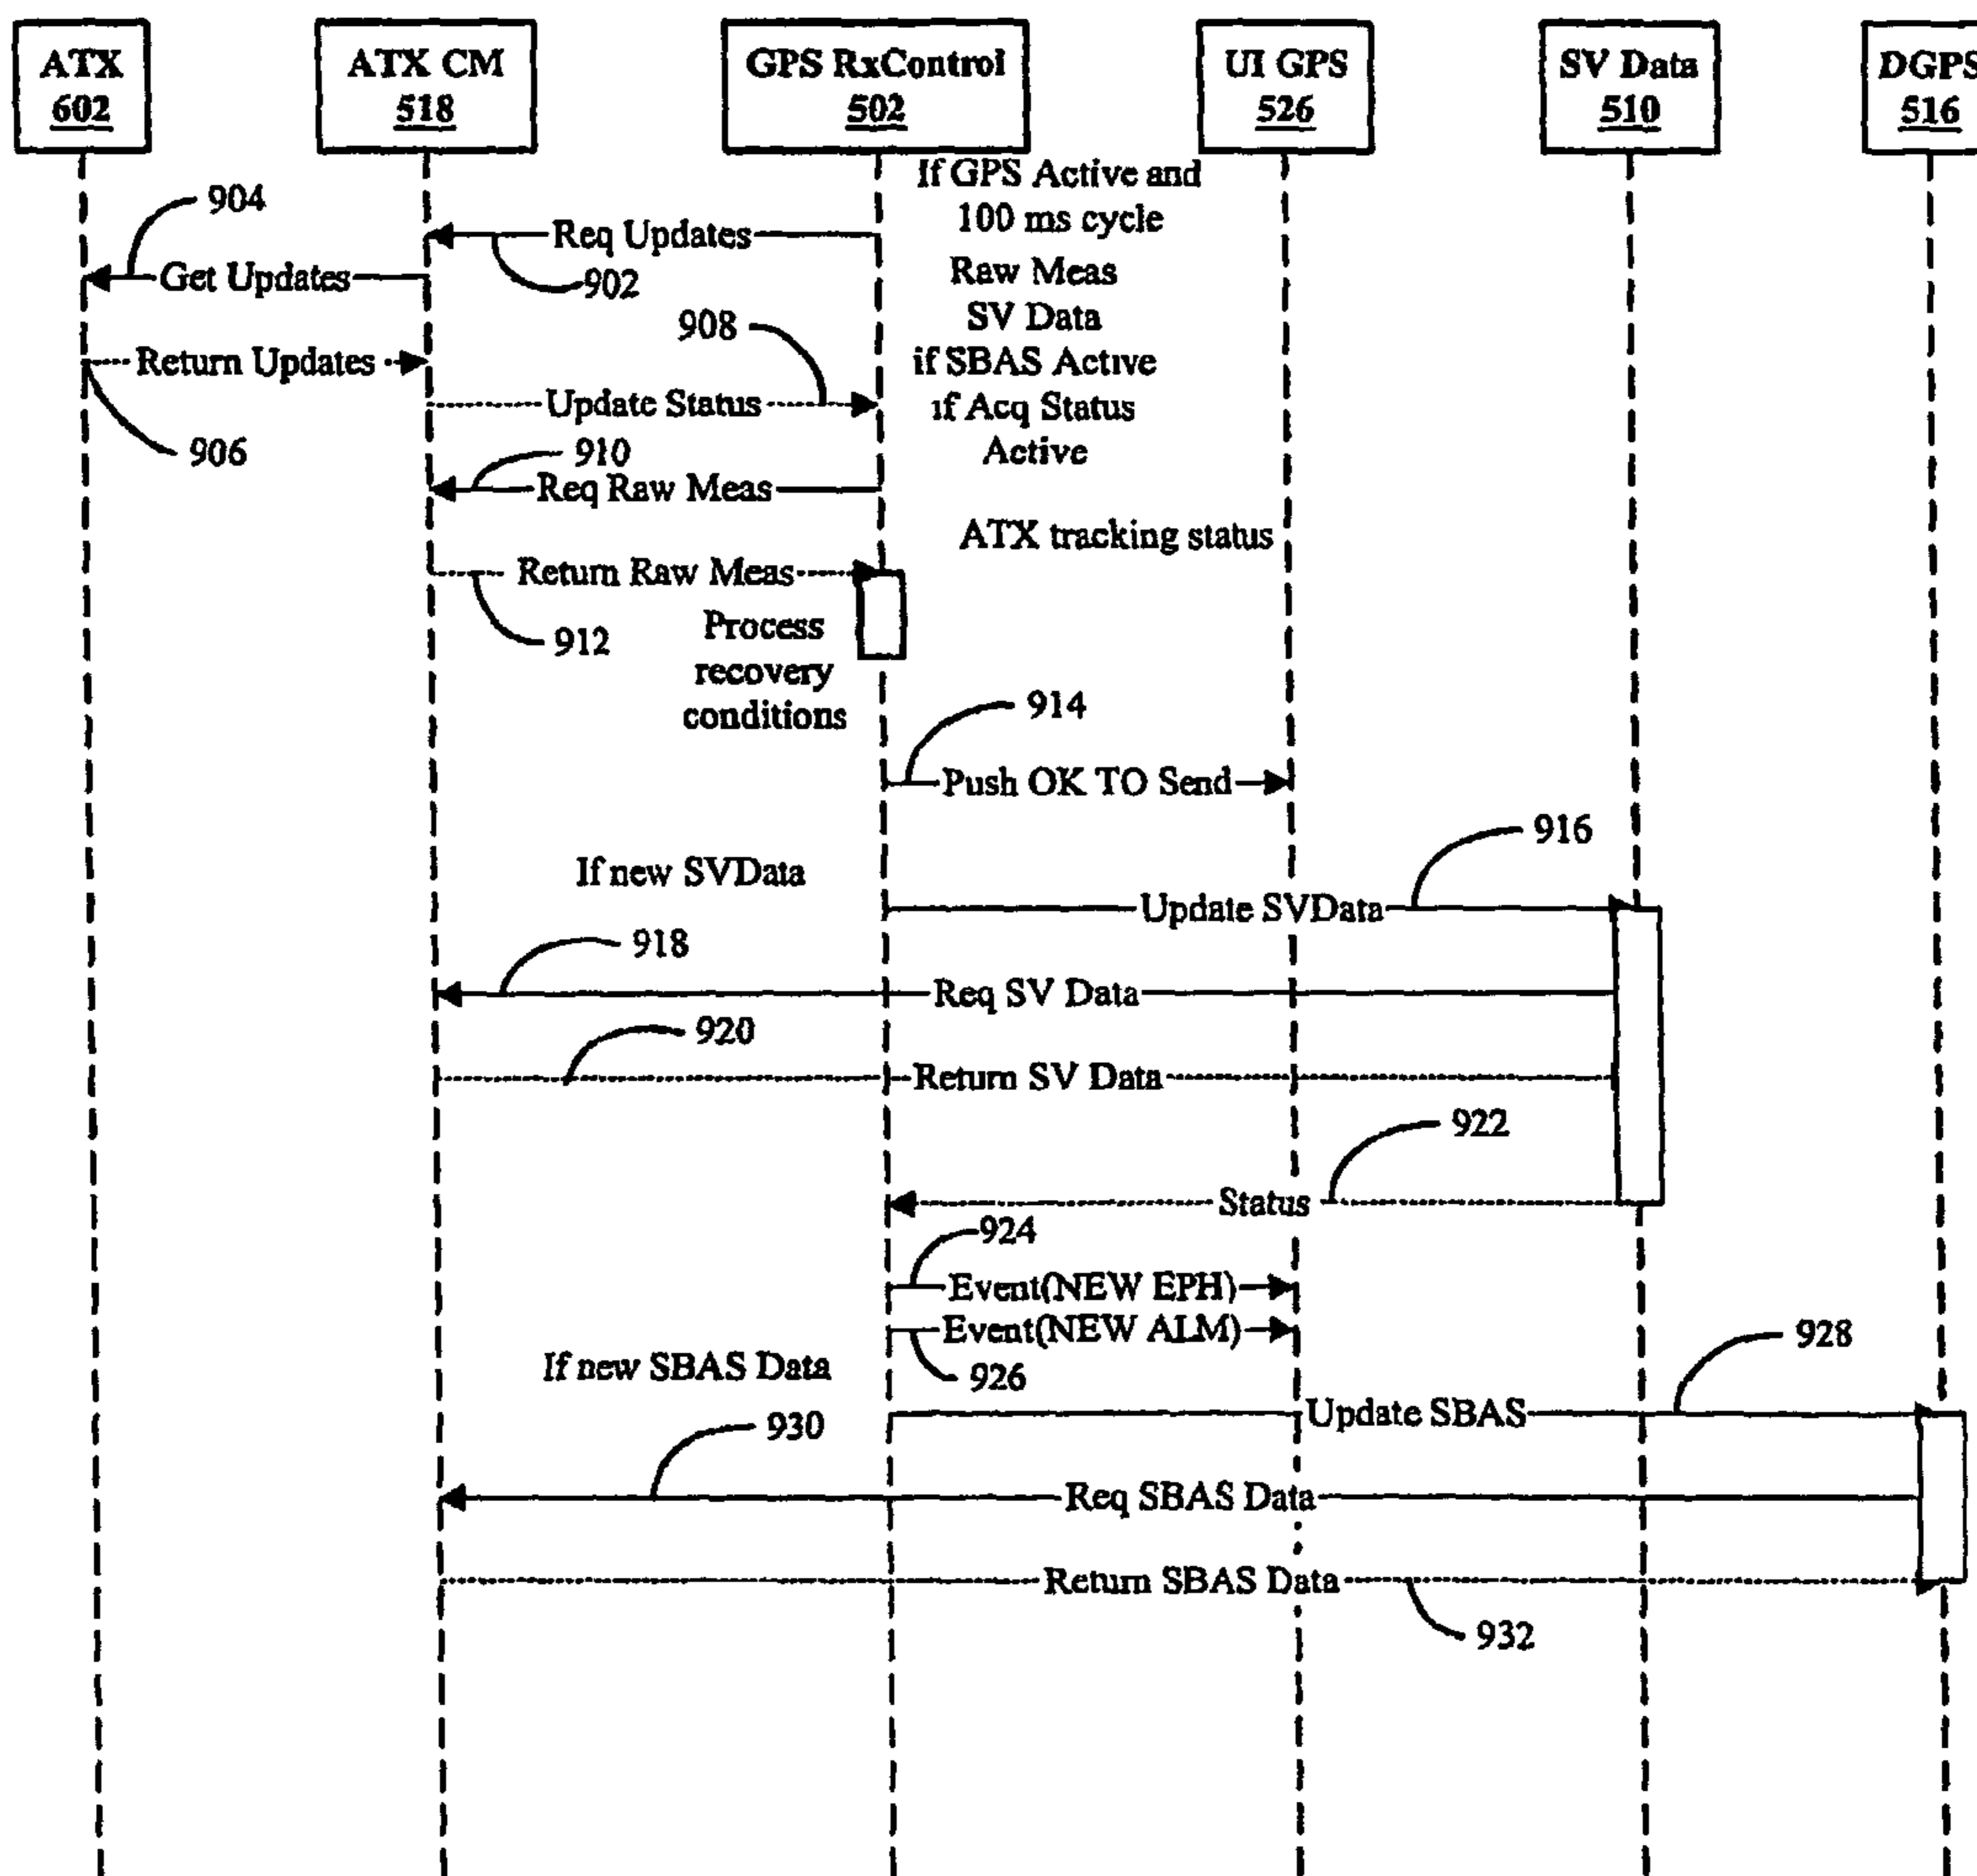 ATX
602
ATX CM
518
GPS RxControl
502
UI GPS
526
SV Data
510
DGPS
516
If GPS Active and
100 ms cycle
904
Req Updates
902
Get Updates
Raw Meas
SV Data
if SBAS Active
if Acq Status
Active
908
Return Updates
906
Update Status
910
Req Raw Meas
ATX tracking status
Return Raw Meas
912
Process
recovery
conditions
914
Push OK TO Send
916
If new SVData
Update SVData
918
Req SV Data
920
Return SV Data
922
Status
924
Event(NEW EPH)
Event(NEW ALM)
926
928
If new SBAS Data
Update SBAS
930
Req SBAS Data
Return SBAS Data
932